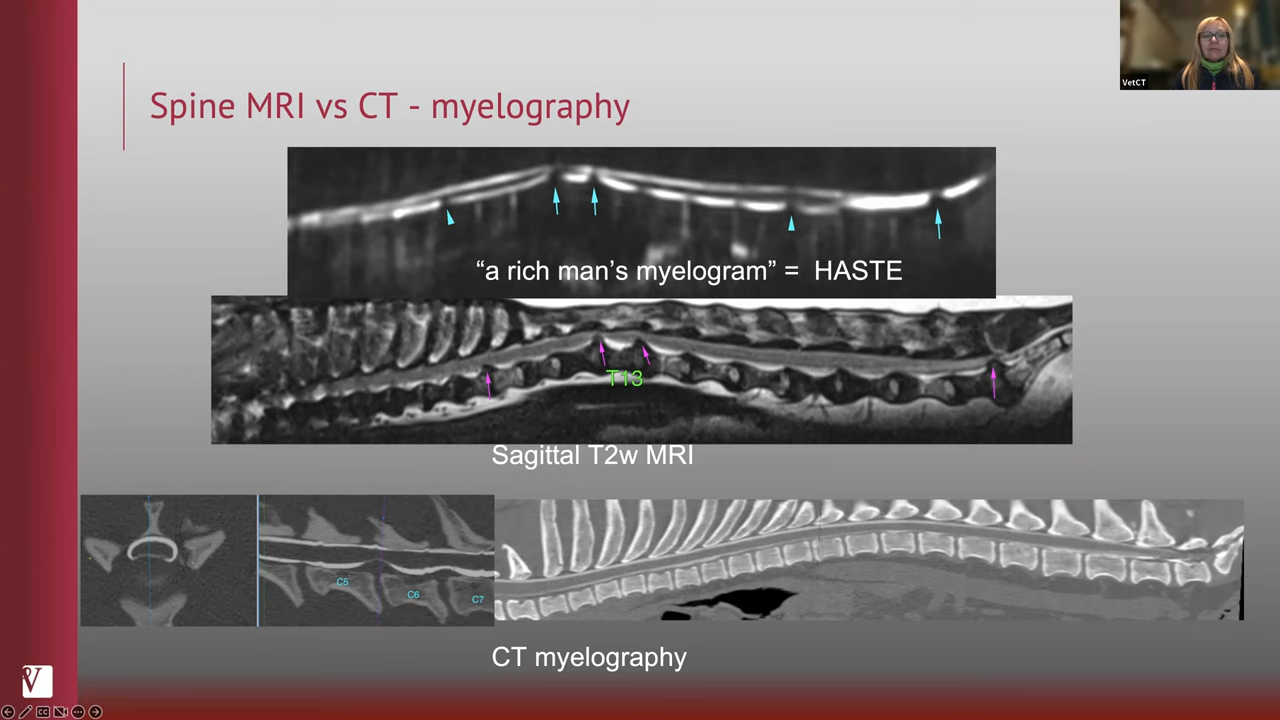 VetCT
Spine MRI vs CT - myelography
“a rich man’s myelogram” = HASTE
T13
Sagittal T2w MRI
C5
C6
C7
CT myelography
V
CC